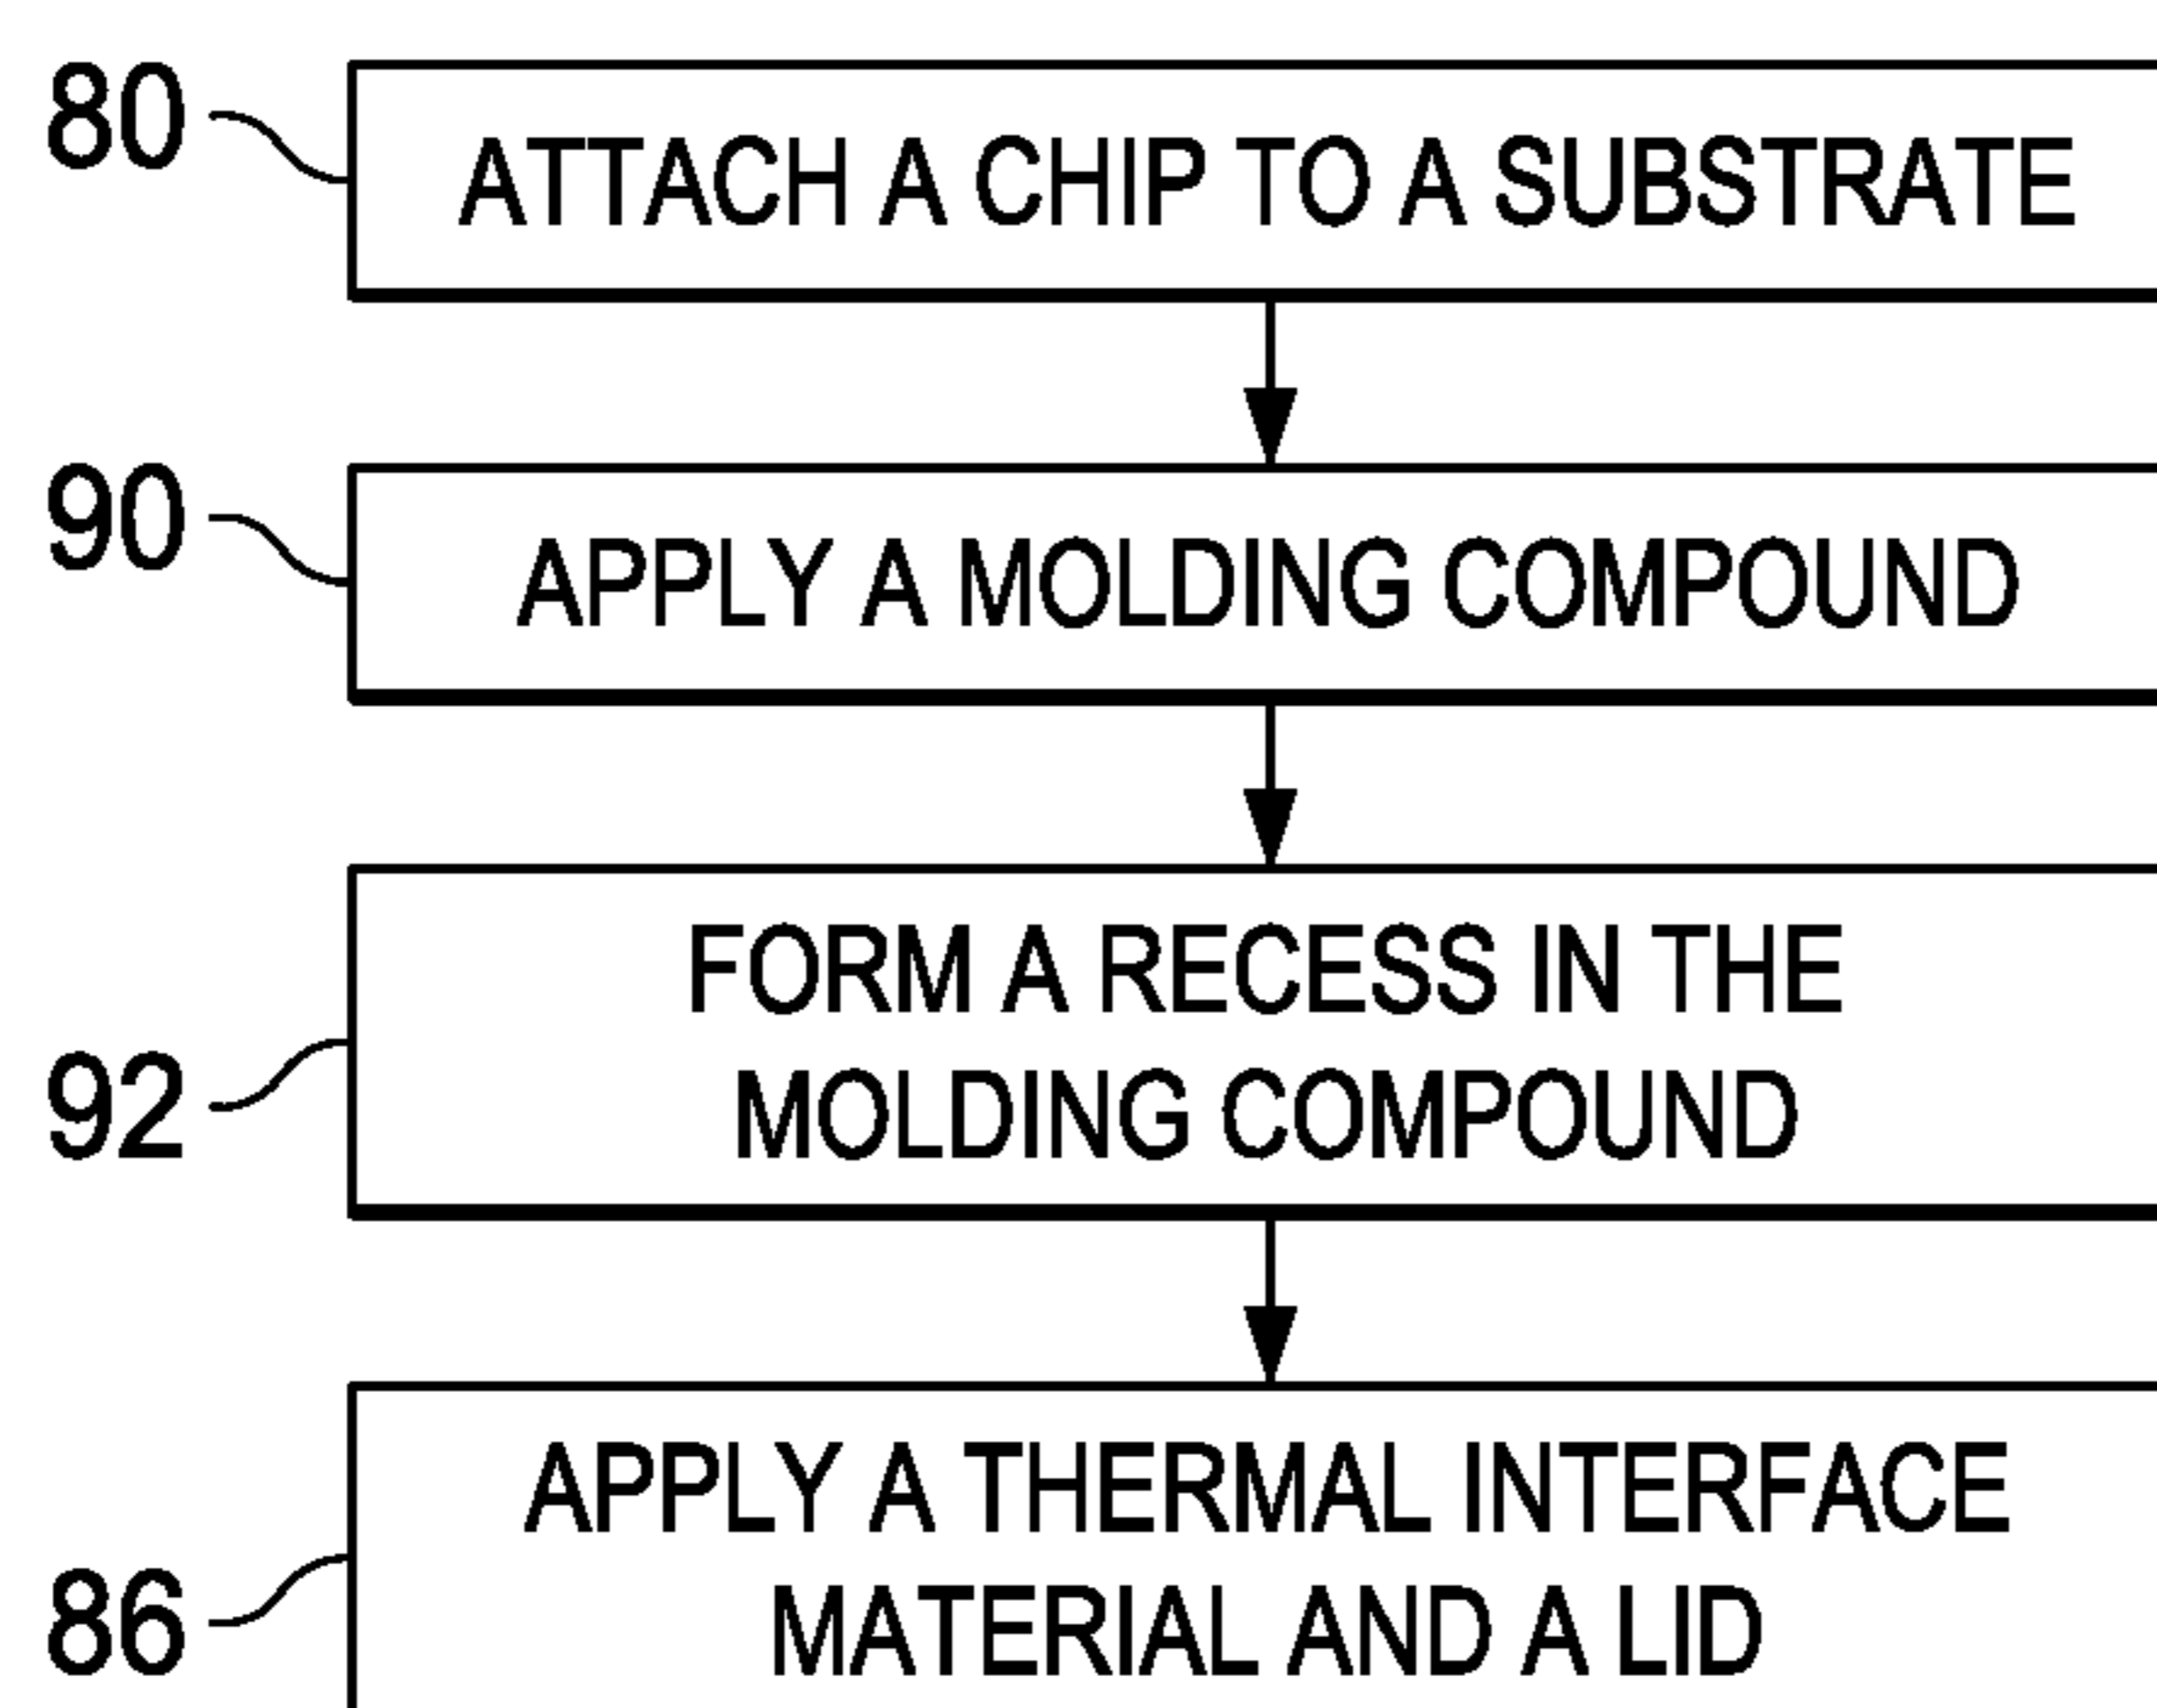 80
ATTACH A CHIP TO A SUBSTRATE
90
APPLY A MOLDING COMPOUND
FORM A RECESS IN THE
92
MOLDING COMPOUND
APPLY A THERMAL INTERFACE
86
MATERIAL AND A LID